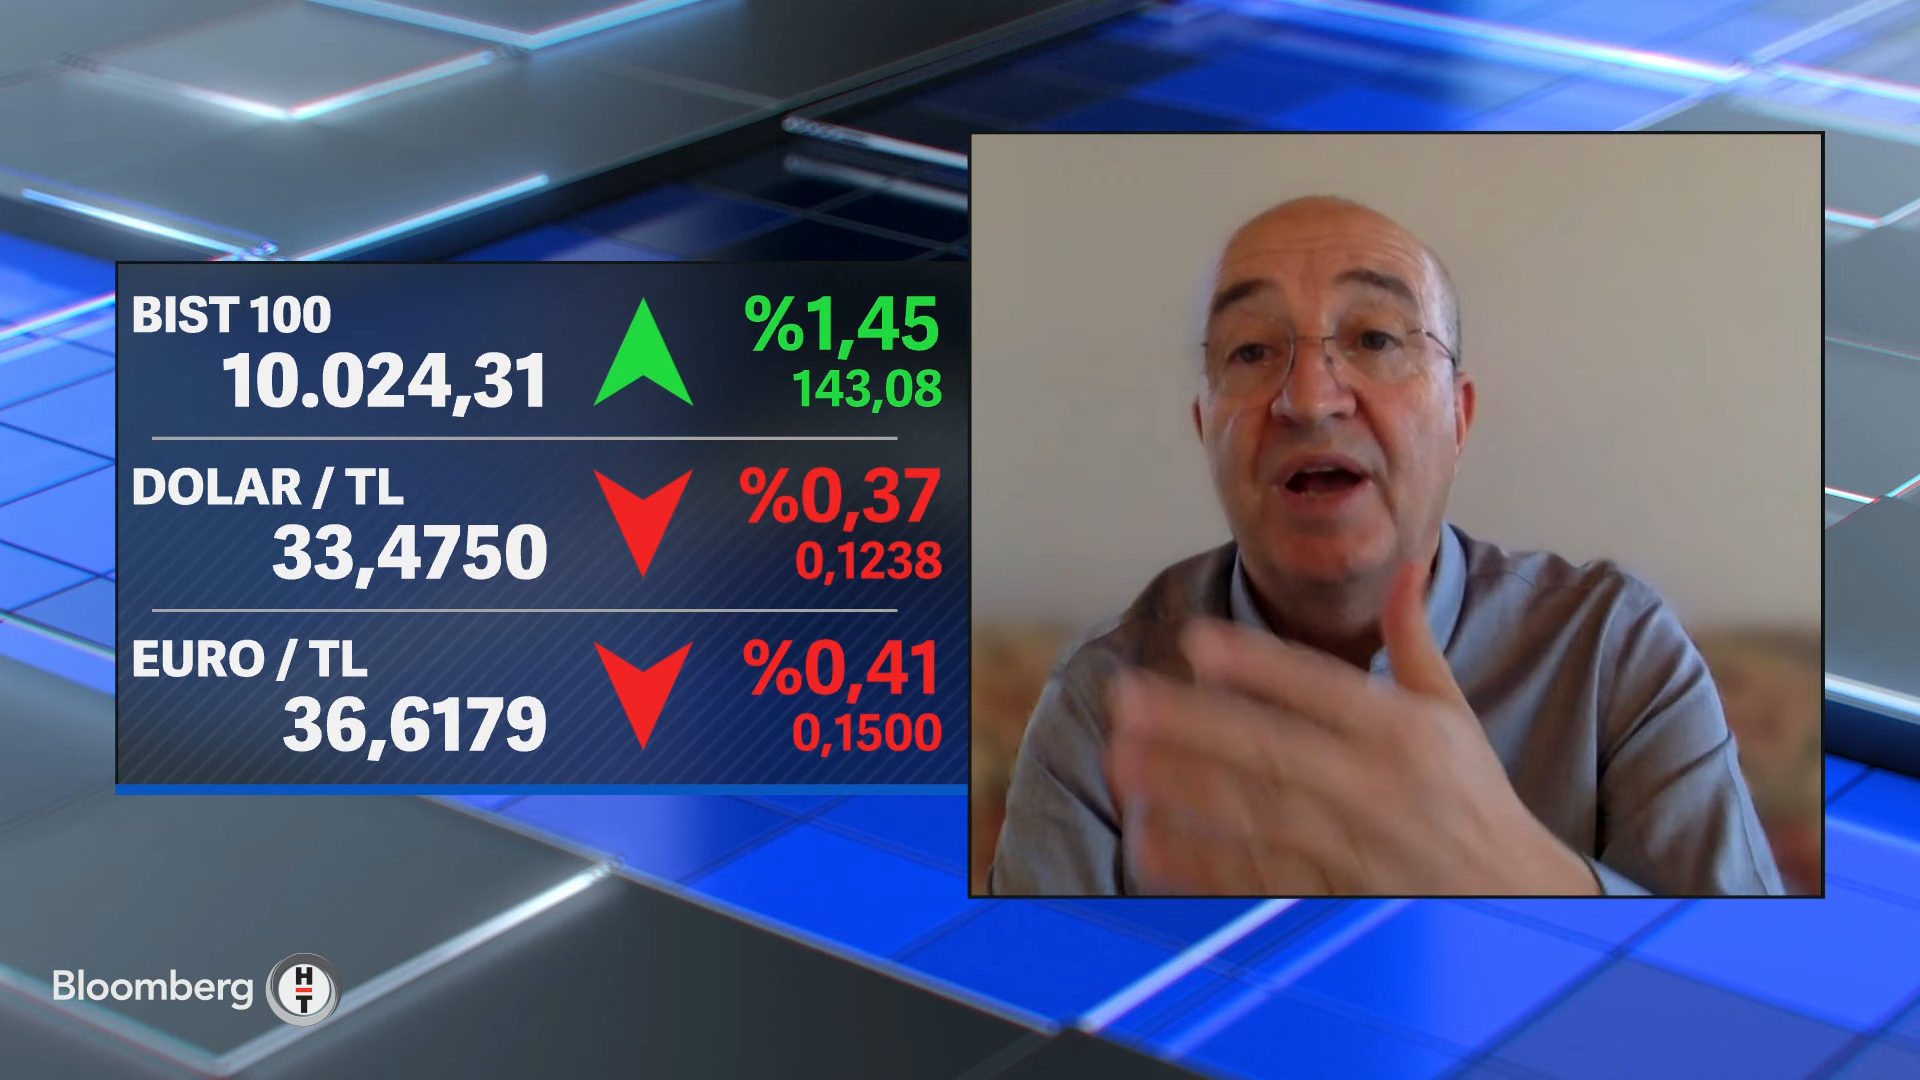 BIST 100
10.024,31
%1,45
143,08
DOLAR / TL
33,4750
%0,37
0,1238
EURO / TL
36,6179
%0,41
0,1500
Bloomberg HT